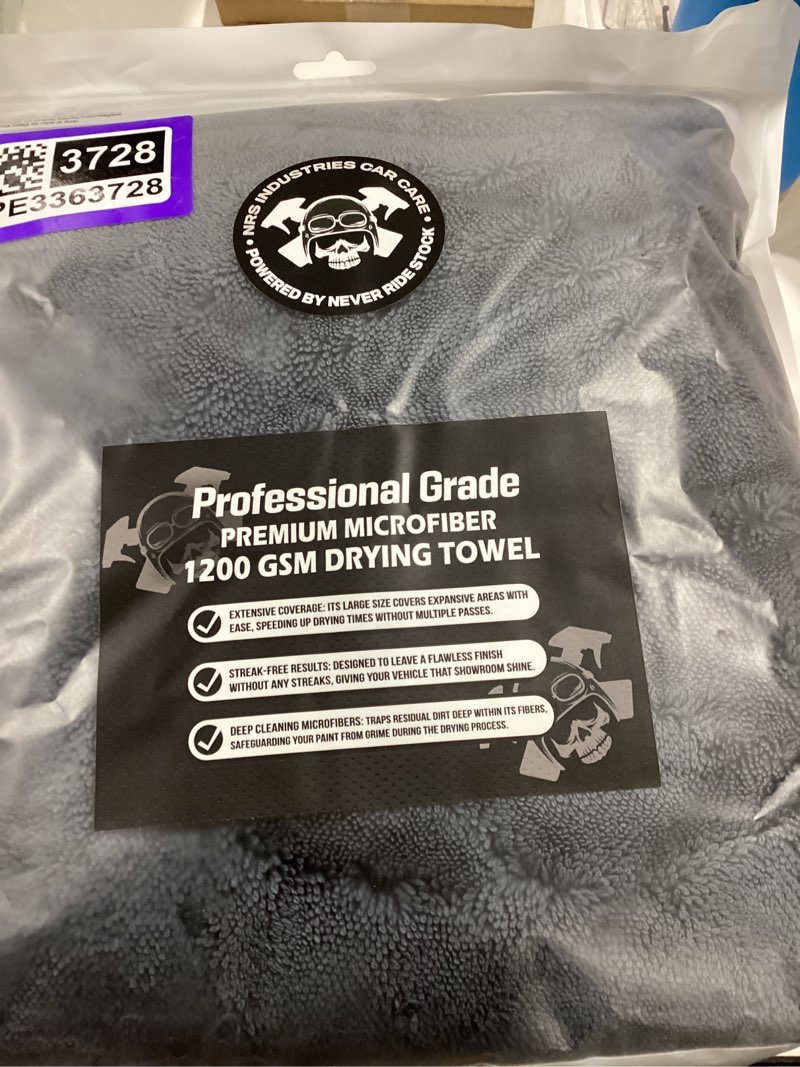 3728
PE3363728
NRS INDUSTRIES CAR CARE
• POWERED BY NEVER RIDE STOCK •
Professional Grade
PREMIUM MICROFIBER
1200 GSM DRYING TOWEL
EXTENSIVE COVERAGE: ITS LARGE SIZE COVERS EXPANSIVE AREAS WITH
EASE, SPEEDING UP DRYING TIMES WITHOUT MULTIPLE PASSES.
STREAK-FREE RESULTS: DESIGNED TO LEAVE A FLAWLESS FINISH
WITHOUT ANY STREAKS, GIVING YOUR VEHICLE THAT SHOWROOM SHINE.
DEEP CLEANING MICROFIBERS: TRAPS RESIDUAL DIRT DEEP WITHIN ITS FIBERS,
SAFEGUARDING YOUR PAINT FROM GRIME DURING THE DRYING PROCESS.